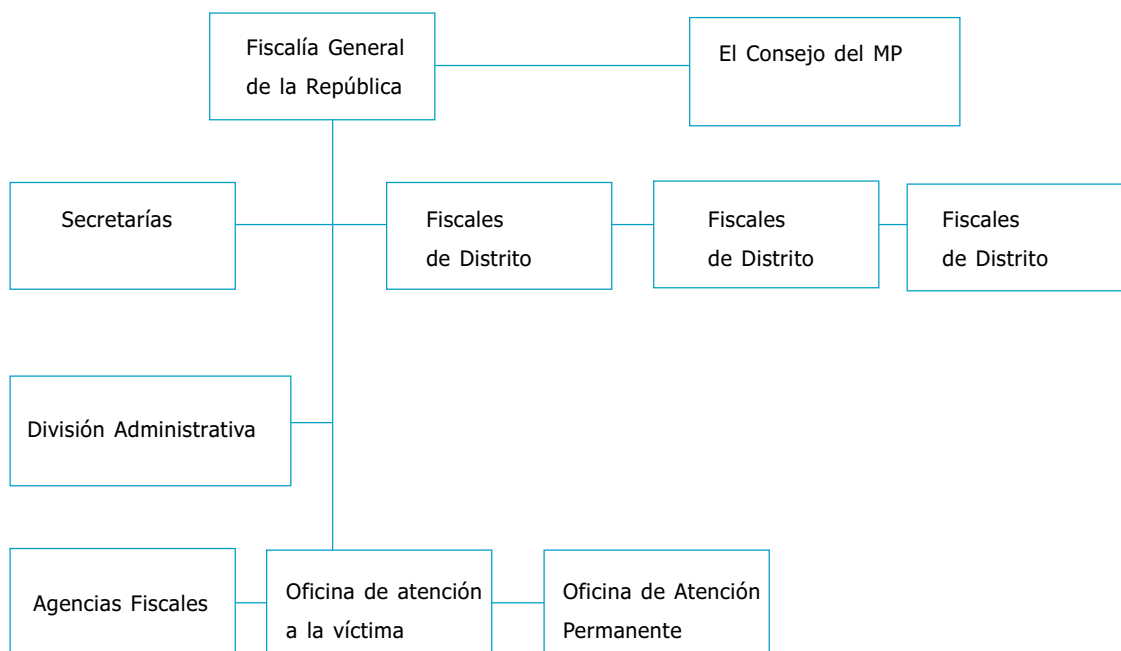 Fiscalía General
de la República
El Consejo del MP
Secretarías
Fiscales
de Distrito
Fiscales
de Distrito
Fiscales
de Distrito
División Administrativa
Agencias Fiscales
Oficina de atención
a la víctima
Oficina de Atención
Permanente